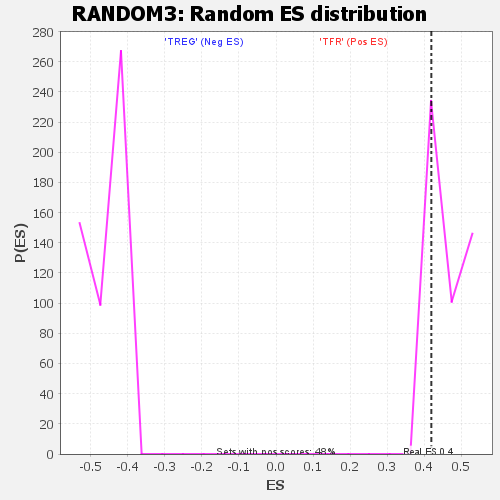 RANDOM3: Random ES distribution
'TREG' (Neg ES) 'TFR' (Pos ES)
280
260
240
220
200
180
160
140
120
100
80
60
40
20
0
P(ES)
Sets with pos scores: 48% Real ES 0.4
-0.5 -0.4 -0.3 -0.2 -0.1 0.0 0.1 0.2 0.3 0.4 0.5
ES